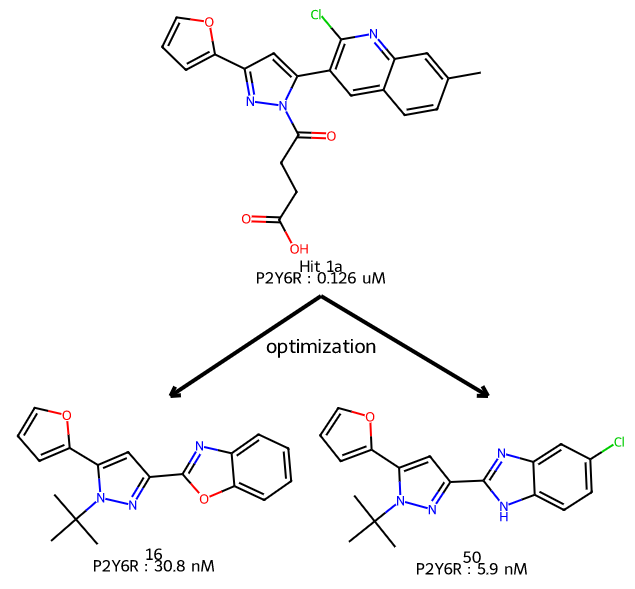 O
Cl
N
N
N
O
O
OH
Hit 1a
P2Y6R : 0.126 uM
optimization
O
N
N
N
O
16
P2Y6R : 30.8 nM
O
N
N
N
N
H
Cl
50
P2Y6R : 5.9 nM